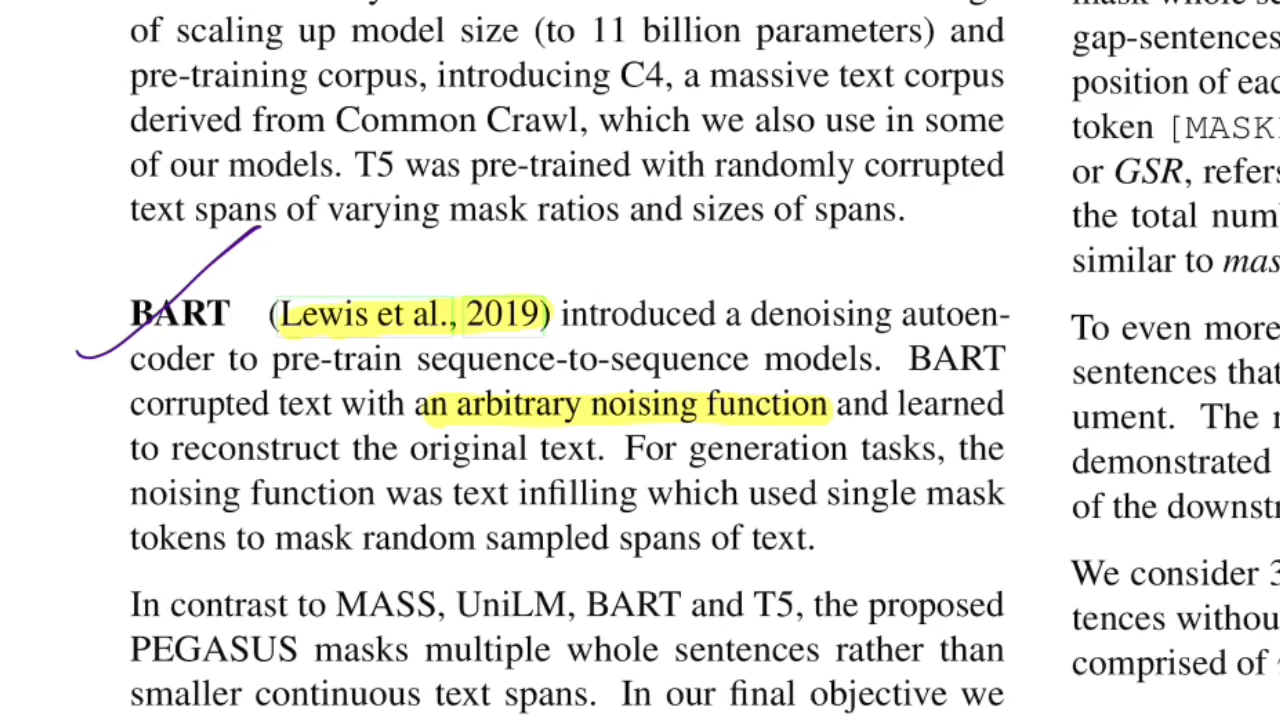 of scaling up model size (to 11 billion parameters) and
pre-training corpus, introducing C4, a massive text corpus
derived from Common Crawl, which we also use in some
of our models. T5 was pre-trained with randomly corrupted
text spans of varying mask ratios and sizes of spans.
BART (Lewis et al., 2019) introduced a denoising autoen-
coder to pre-train sequence-to-sequence models. BART
corrupted text with an arbitrary noising function and learned
to reconstruct the original text. For generation tasks, the
noising function was text infilling which used single mask
tokens to mask random sampled spans of text.
In contrast to MASS, UniLM, BART and T5, the proposed
PEGASUS masks multiple whole sentences rather than
smaller continuous text spans. In our final objective we
gap-sentences
position of eac
token [MASK
or GSR, refers
the total num
similar to mas
To even more
sentences that
ument. The
demonstrated
of the downst
We consider 3
tences withou
comprised of